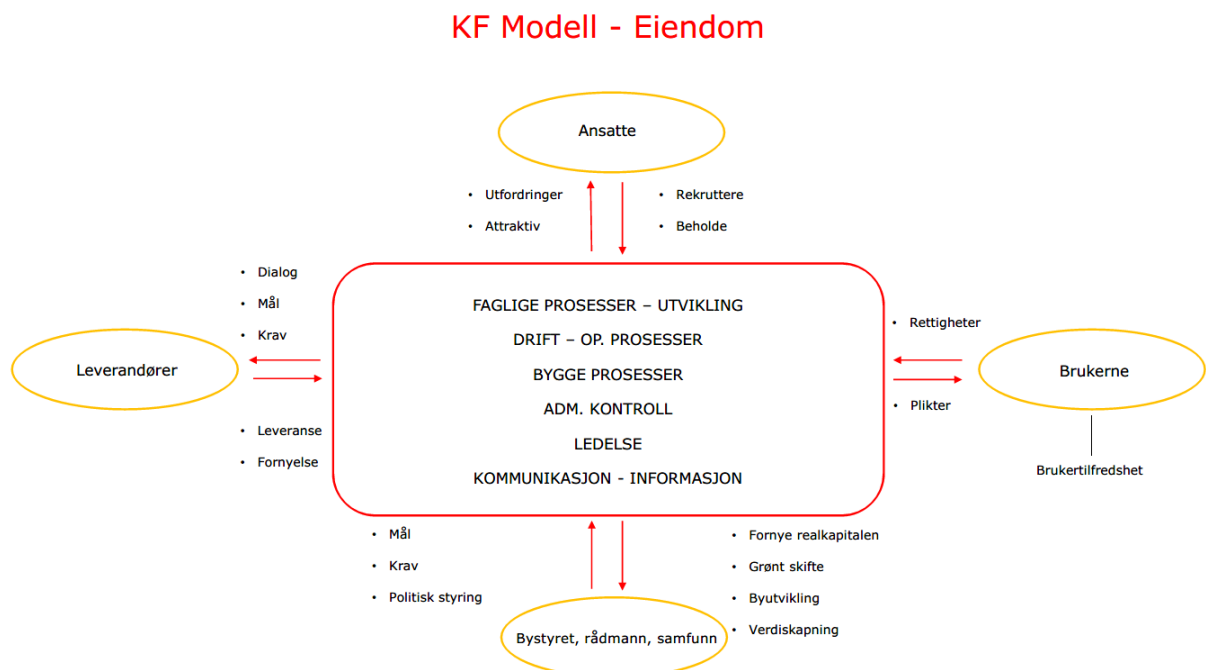 KF Modell - Eiendom
Ansatte
• Utfordringer
• Attraktiv
• Rekruttere
• Beholde
• Dialog
• Mål
• Krav
Leverandører
• Leveranse
• Fornyelse
FAGLIGE PROSESSER – UTVIKLING
DRIFT – OP. PROSESSER
BYGGE PROSESSER
ADM. KONTROLL
LEDELSE
KOMMUNIKASJON - INFORMASJON
• Rettigheter
Brukerne
• Plikter
Brukertilfredshet
• Mål
• Krav
• Politisk styring
• Fornye realkapitalen
• Grønt skifte
• Byutvikling
• Verdiskapning
Bystyret, rådmann, samfunn